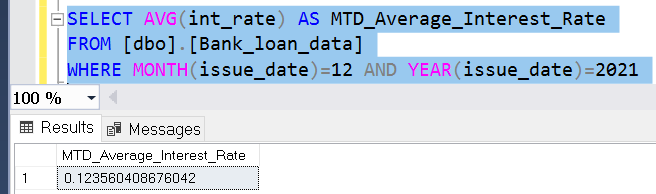 SELECT AVG(int_rate) AS MTD_Average_Interest_Rate
FROM [dbo].[Bank_loan_data]
WHERE MONTH(issue_date)=12 AND YEAR(issue_date)=2021
100 %
Results Messages
MTD_Average_Interest_Rate
1 0.123560408676042